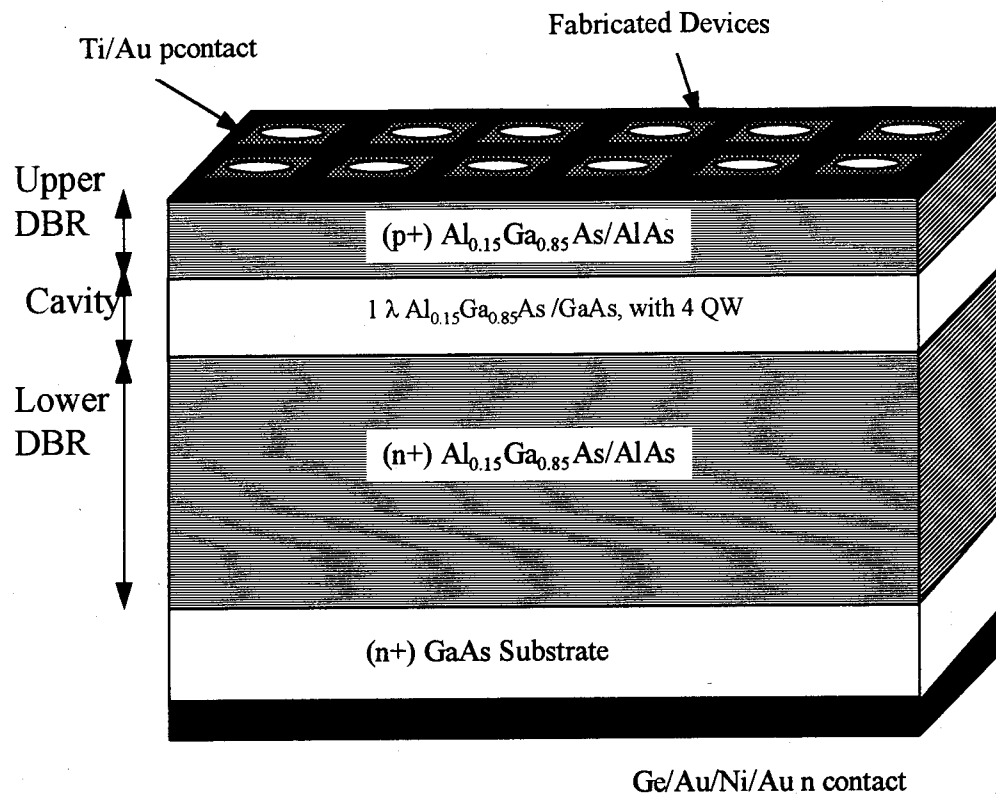 Fabricated Devices
Ti/Au pcontact
Upper
DBR
(p+) Al₀.₁₅Ga₀.₈₅As/AlAs
Cavity
1 λ Al₀.₁₅Ga₀.₈₅As /GaAs, with 4 QW
Lower
DBR
(n+) Al₀.₁₅Ga₀.₈₅As/AlAs
(n+) GaAs Substrate
Ge/Au/Ni/Au n contact